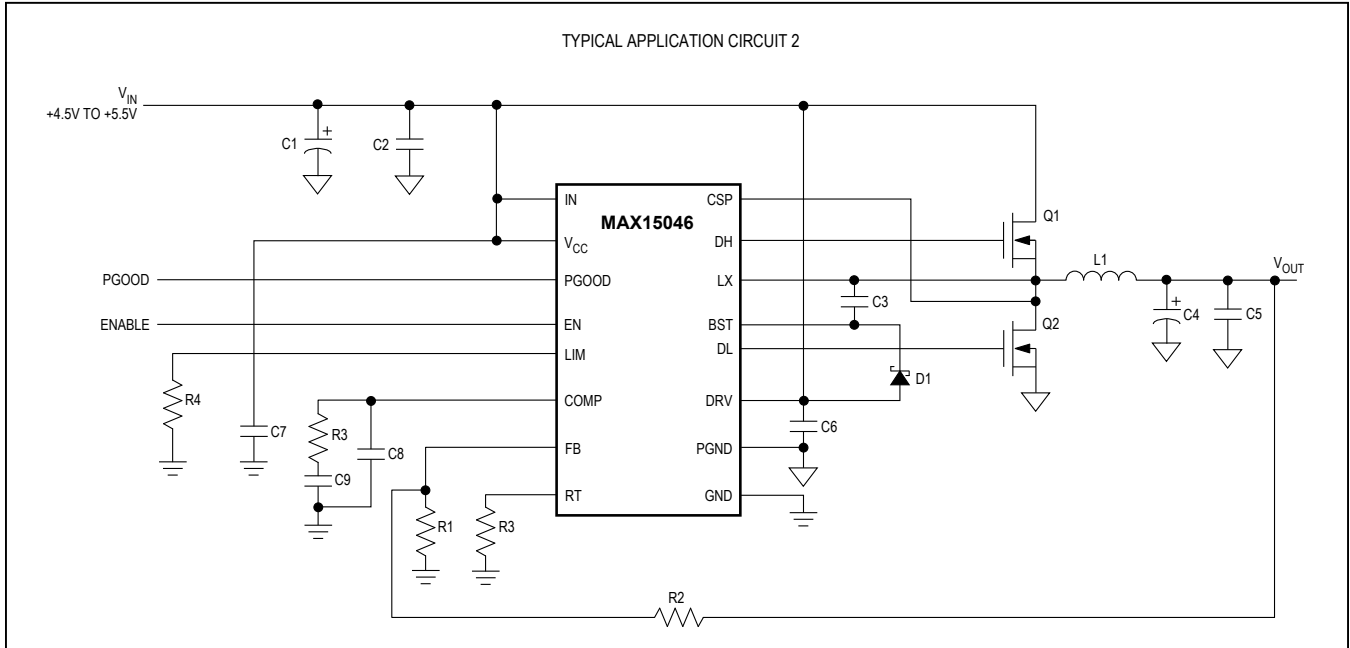 TYPICAL APPLICATION CIRCUIT 2
VIN
+4.5V TO +5.5V
C1
+
C2
IN
CSP
MAX15046
Q1
DH
VCC
PGOOD
PGOOD
LX
L1
VOUT
C3
C4
+
C5
ENABLE
EN
BST
Q2
LIM
DL
D1
R4
COMP
DRV
C7
R3
C8
C6
FB
PGND
C9
RT
GND
R1
R3
R2